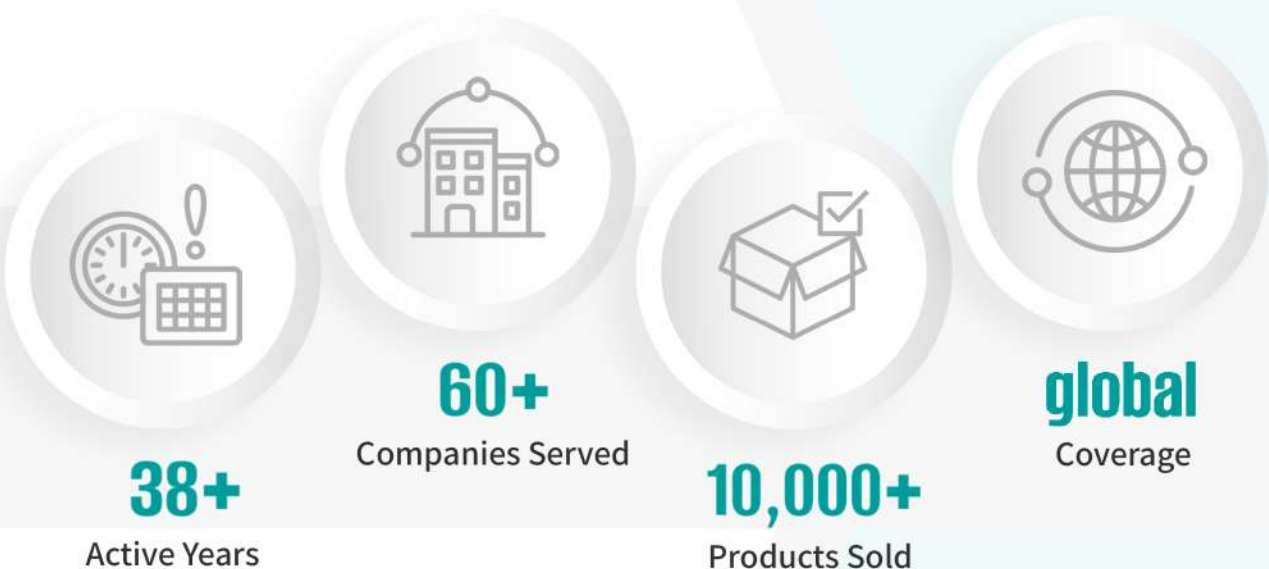 38+
Active Years
60+
Companies Served
10,000+
Products Sold
global
Coverage